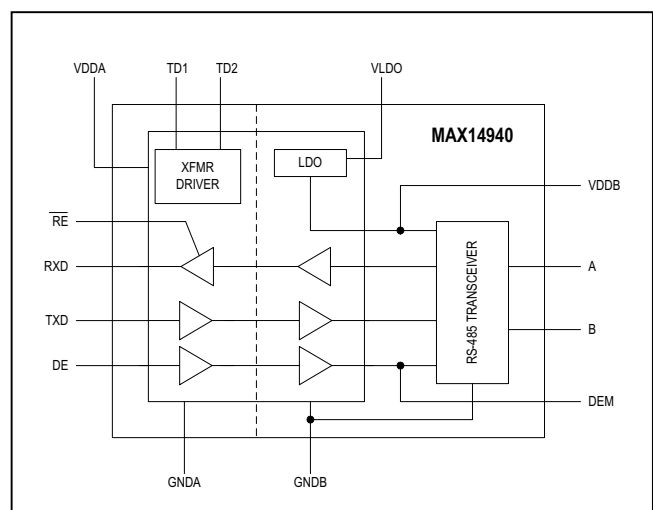 VDDA TD1 TD2 VLDO
MAX14940
XFMR
DRIVER
LDO
VDDB
RE
RXD
A
TXD
RS-485 TRANSCEIVER
B
DE
DEM
GNDA GNDB